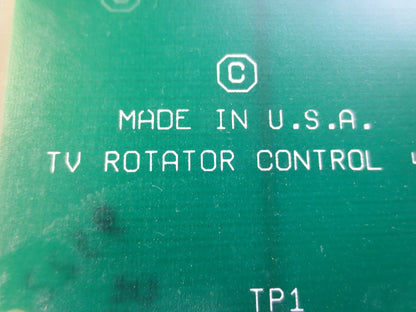 ©
MADE IN U.S.A.
TV ROTATOR CONTROL
TP1